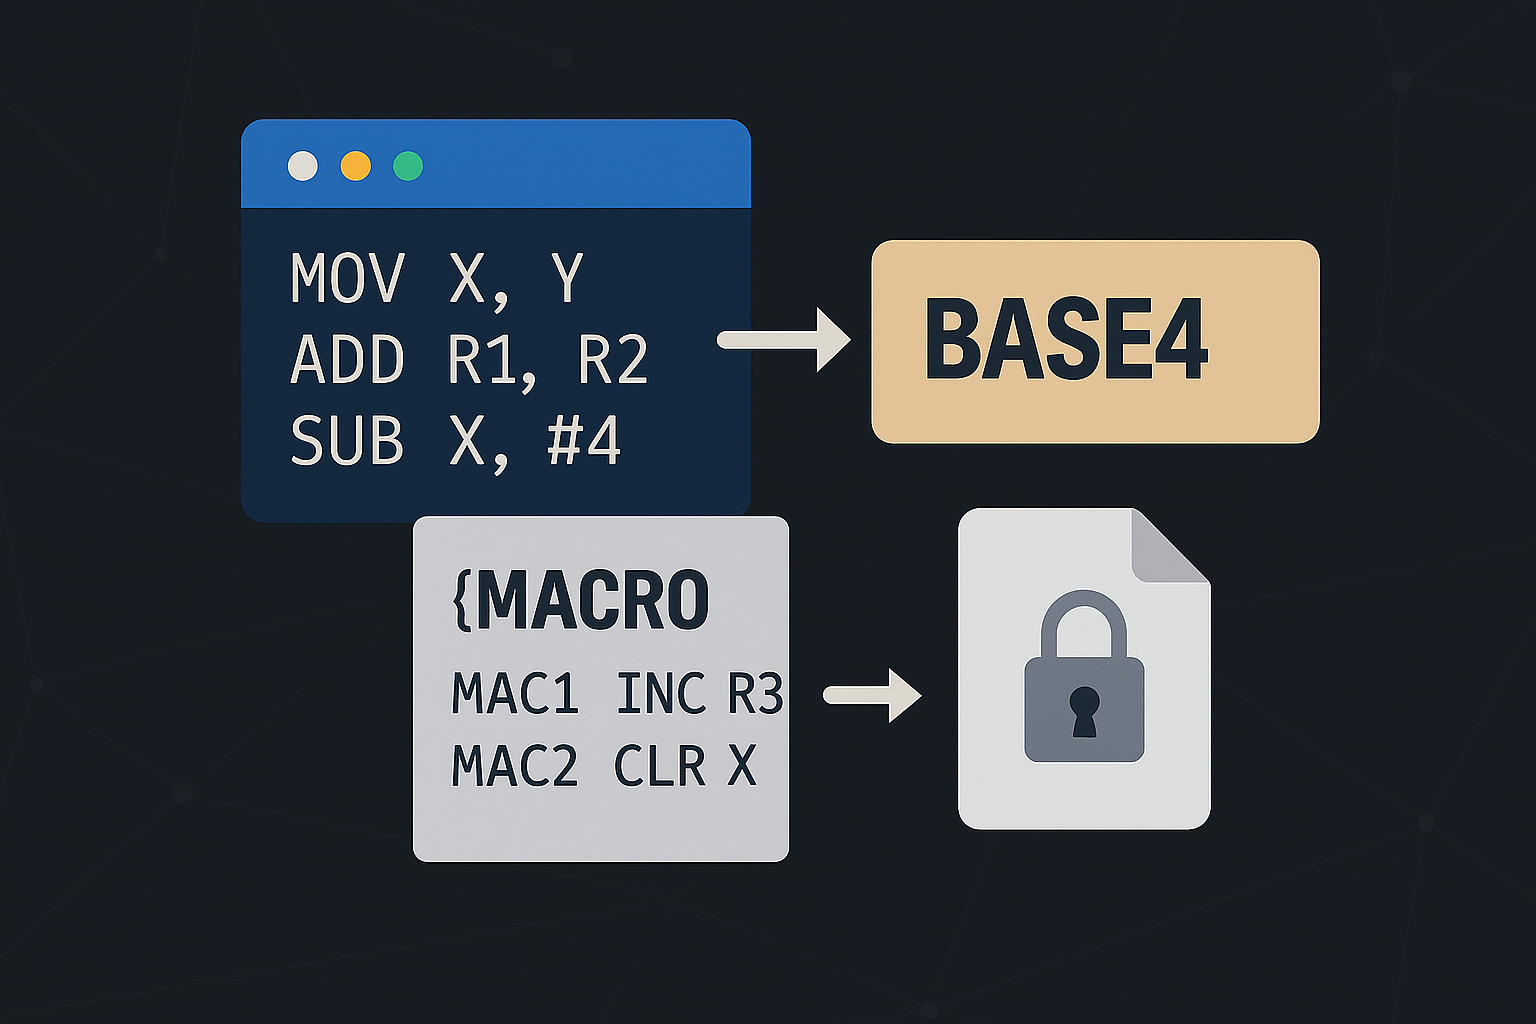 MOV X, Y
ADD R1, R2
SUB X, #4
BASE4
{MACRO
MAC1 INC R3
MAC2 CLR X